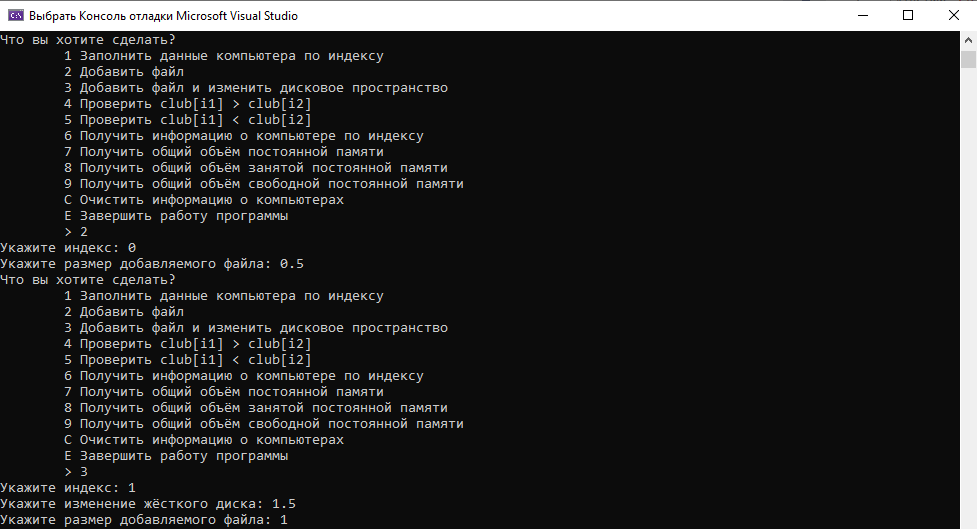 Выбрать Консоль отладки Microsoft Visual Studio
Что вы хотите сделать?
1 Заполнить данные компьютера по индексу
2 Добавить файл
3 Добавить файл и изменить дисковое пространство
4 Проверить club[i1] > club[i2]
5 Проверить club[i1] < club[i2]
6 Получить информацию о компьютере по индексу
7 Получить общий объём постоянной памяти
8 Получить общий объём занятой постоянной памяти
9 Получить общий объём свободной постоянной памяти
C Очистить информацию о компьютерах
E Завершить работу программы
> 2
Укажите индекс: 0
Укажите размер добавляемого файла: 0.5
Что вы хотите сделать?
1 Заполнить данные компьютера по индексу
2 Добавить файл
3 Добавить файл и изменить дисковое пространство
4 Проверить club[i1] > club[i2]
5 Проверить club[i1] < club[i2]
6 Получить информацию о компьютере по индексу
7 Получить общий объём постоянной памяти
8 Получить общий объём занятой постоянной памяти
9 Получить общий объём свободной постоянной памяти
C Очистить информацию о компьютерах
E Завершить работу программы
> 3
Укажите индекс: 1
Укажите изменение жёсткого диска: 1.5
Укажите размер добавляемого файла: 1